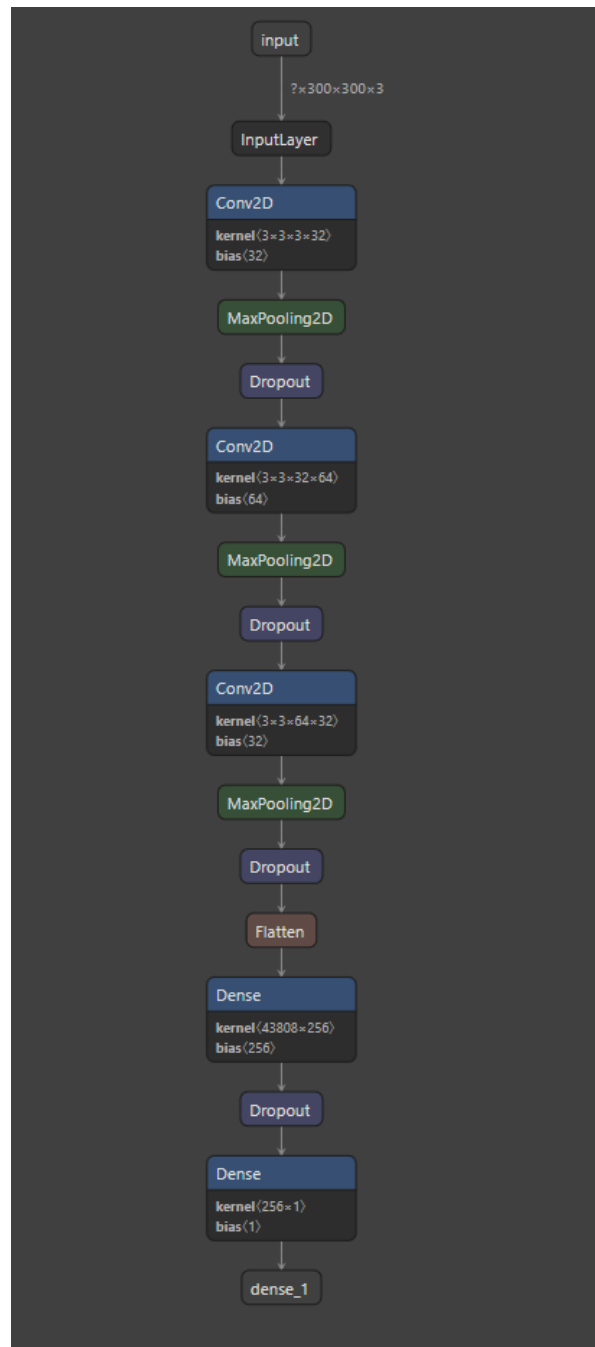 input
?×300×300×3
InputLayer
Conv2D
kernel⟨3×3×3×32⟩
bias⟨32⟩
MaxPooling2D
Dropout
Conv2D
kernel⟨3×3×32×64⟩
bias⟨64⟩
MaxPooling2D
Dropout
Conv2D
kernel⟨3×3×64×32⟩
bias⟨32⟩
MaxPooling2D
Dropout
Flatten
Dense
kernel⟨43808×256⟩
bias⟨256⟩
Dropout
Dense
kernel⟨256×1⟩
bias⟨1⟩
dense_1